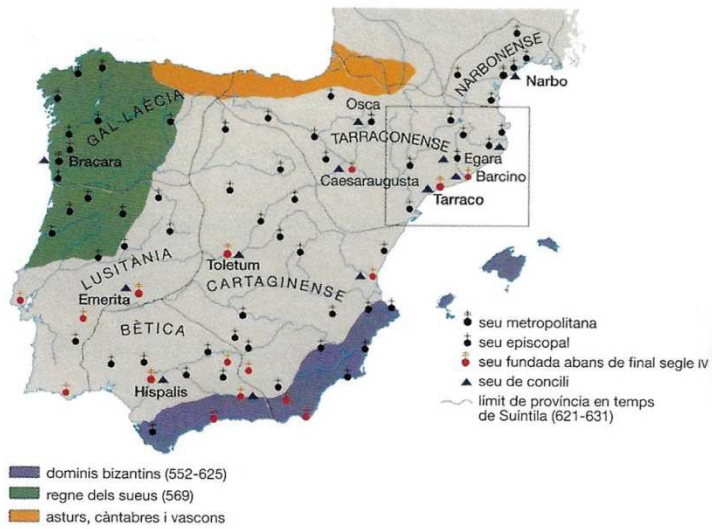 NARBONENSE
Narbo
GAL·LAÈCIA
Osca
TARRACONENSE
Bracara
Egara
Caesaraugusta
Barcino
Tarraco
LUSITÀNIA
Toletum
CARTAGINENSE
Emerita
BÈTICA
Hispalis
seu metropolitana
seu episcopal
seu fundada abans de final segle IV
seu de concili
límit de província en temps
de Suíntila (621-631)
dominis bizantins (552-625)
regne dels sueus (569)
asturs, càntabres i vascons